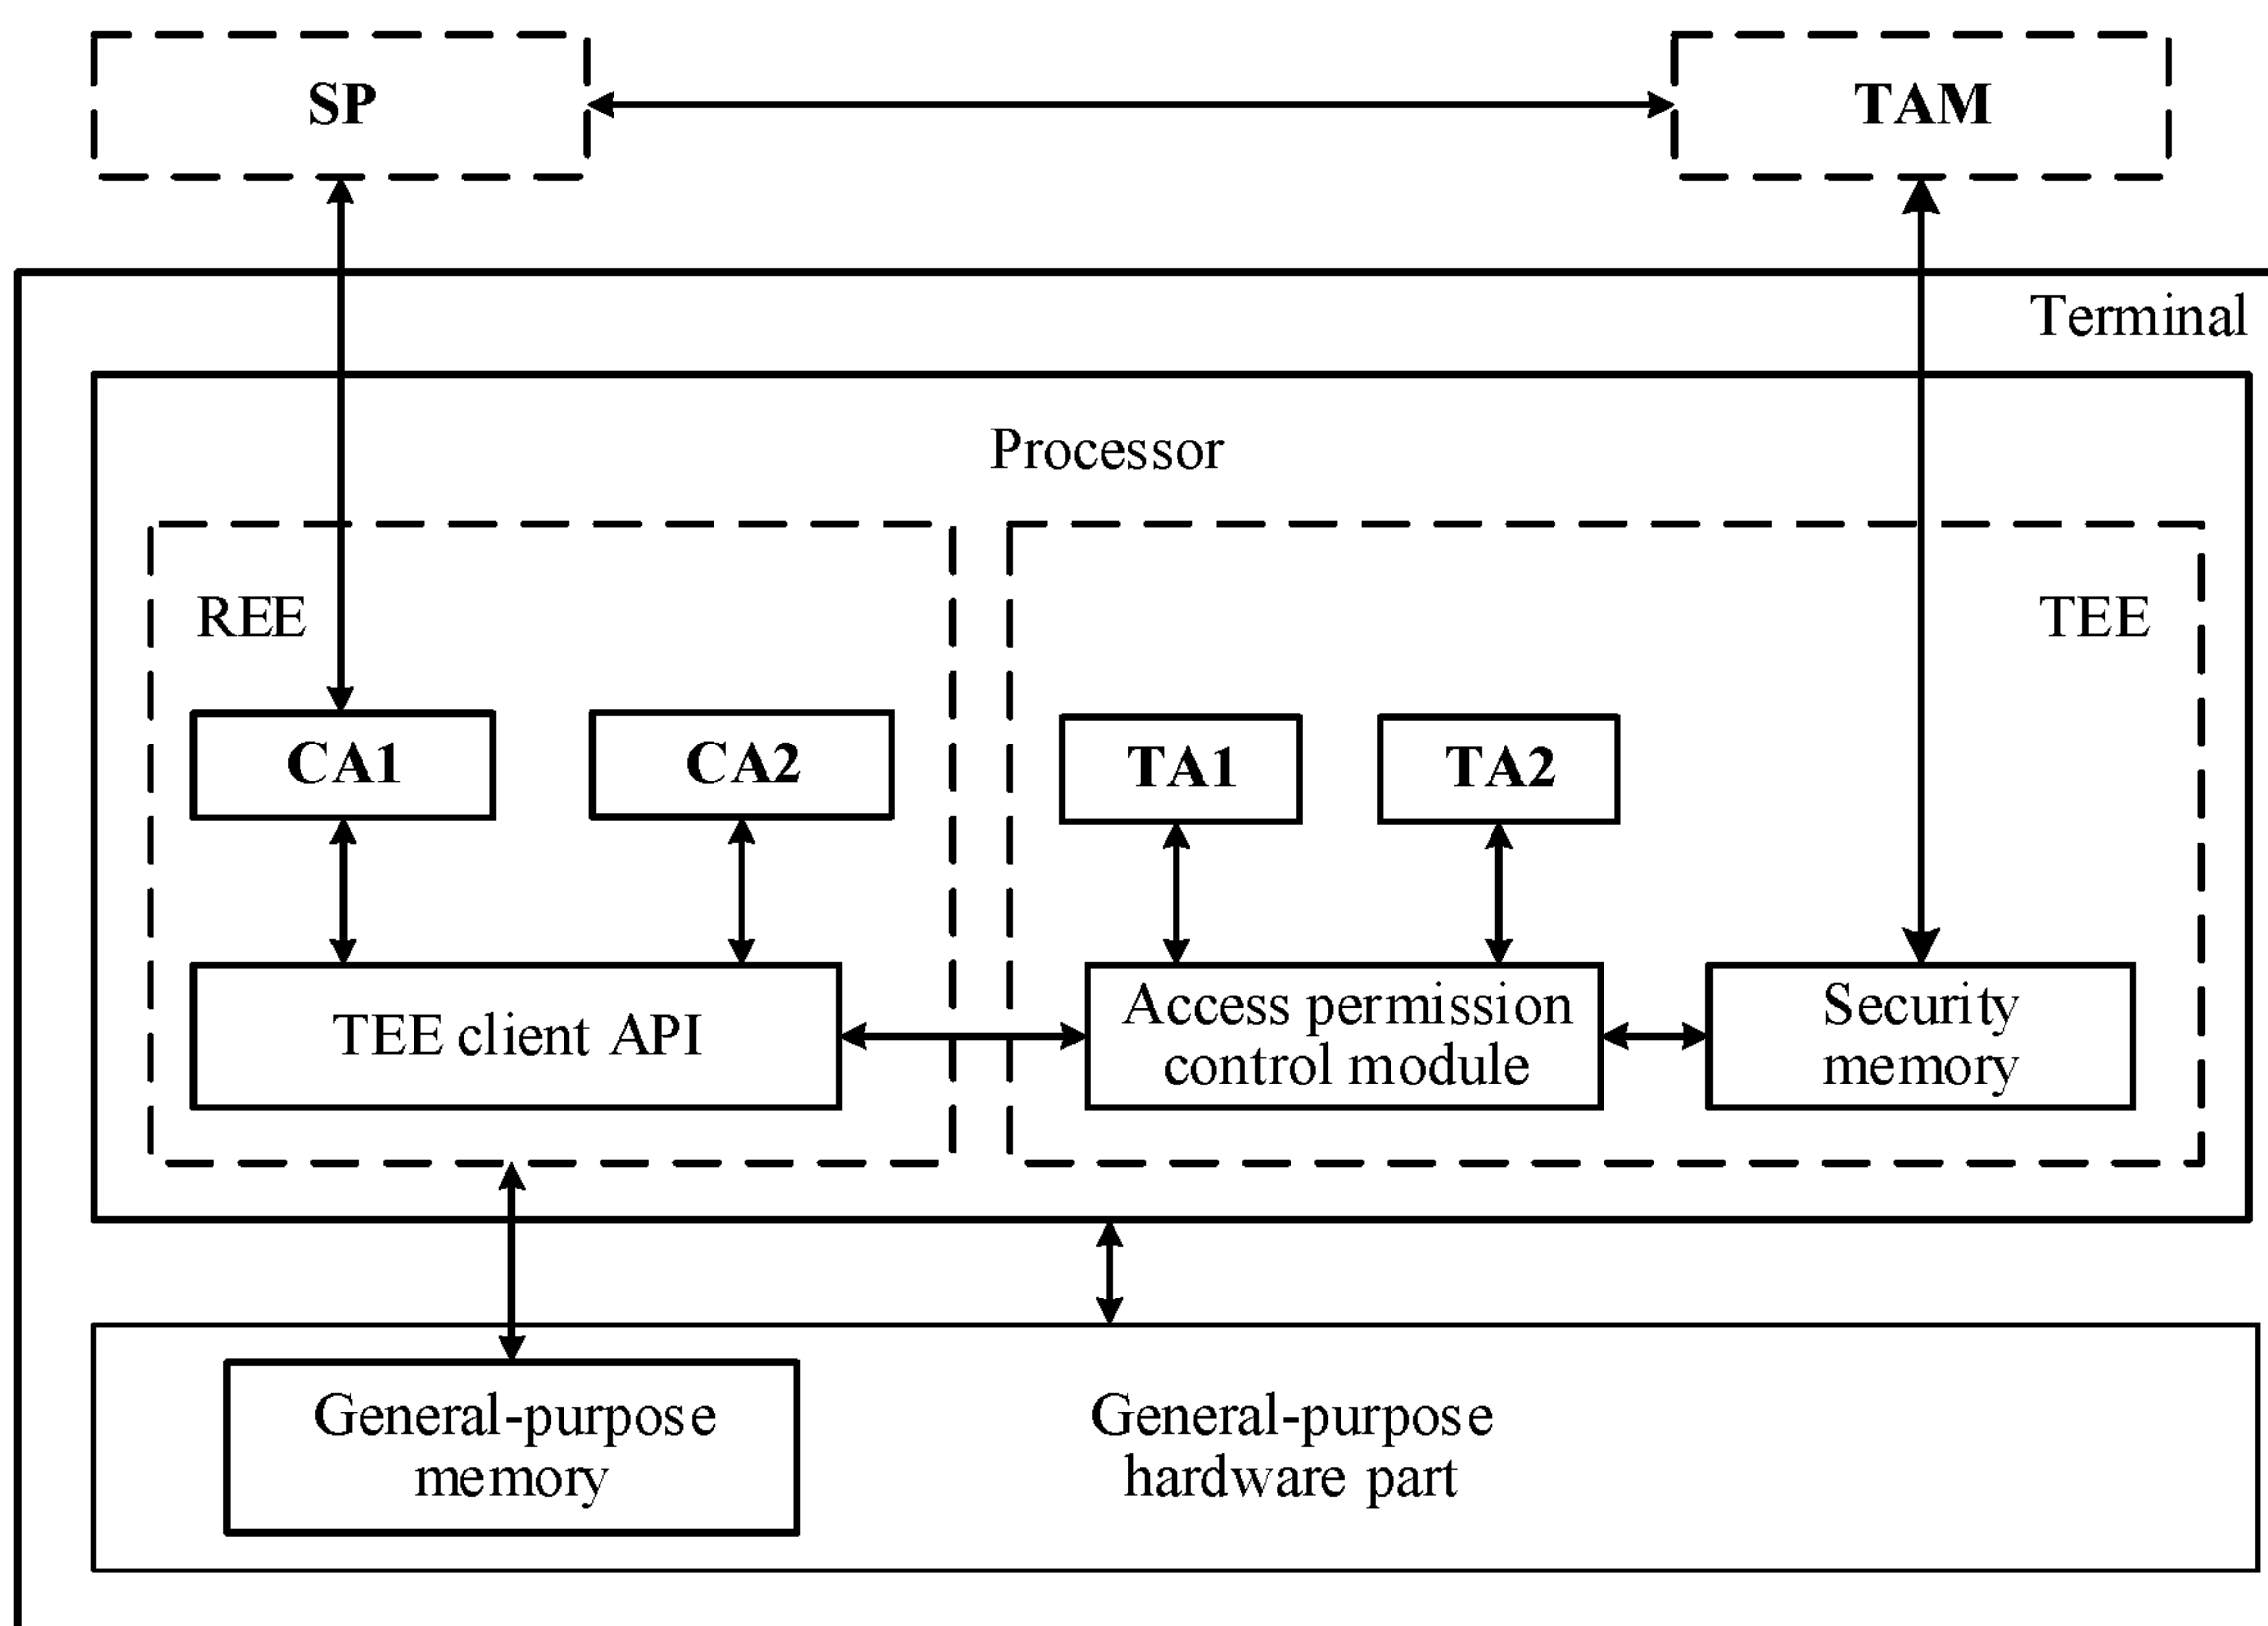 SP
TAM
Terminal
Processor
REE
TEE
CA1
CA2
TA1
TA2
TEE client API
Access permission
control module
Security
memory
General-purpose
memory
General-purpose
hardware part